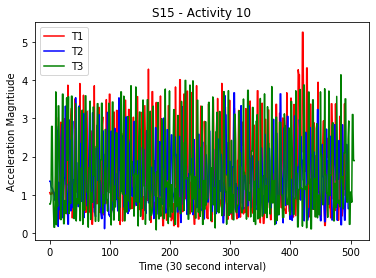 S15 - Activity 10
T1
T2
T3
Acceleration Magntiude
5
4
3
2
1
0
0 100 200 300 400 500
Time (30 second interval)